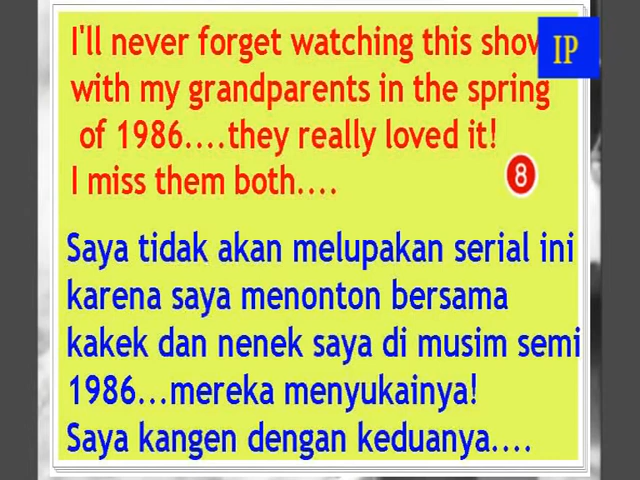 I'll never forget watching this show
with my grandparents in the spring
of 1986....they really loved it!
I miss them both....
Saya tidak akan melupakan serial ini
karena saya menonton bersama
kakek dan nenek saya di musim semi
1986...mereka menyukainya!
Saya kangen dengan keduanya....
IP
8